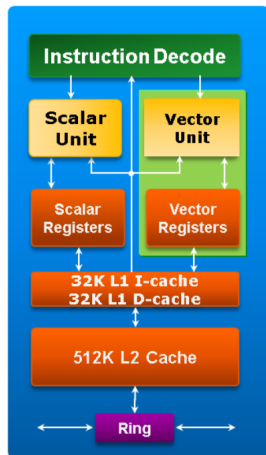 Instruction Decode
Scalar
Unit
Vector
Unit
Scalar
Registers
Vector
Registers
32K L1 I-cache
32K L1 D-cache
512K L2 Cache
Ring